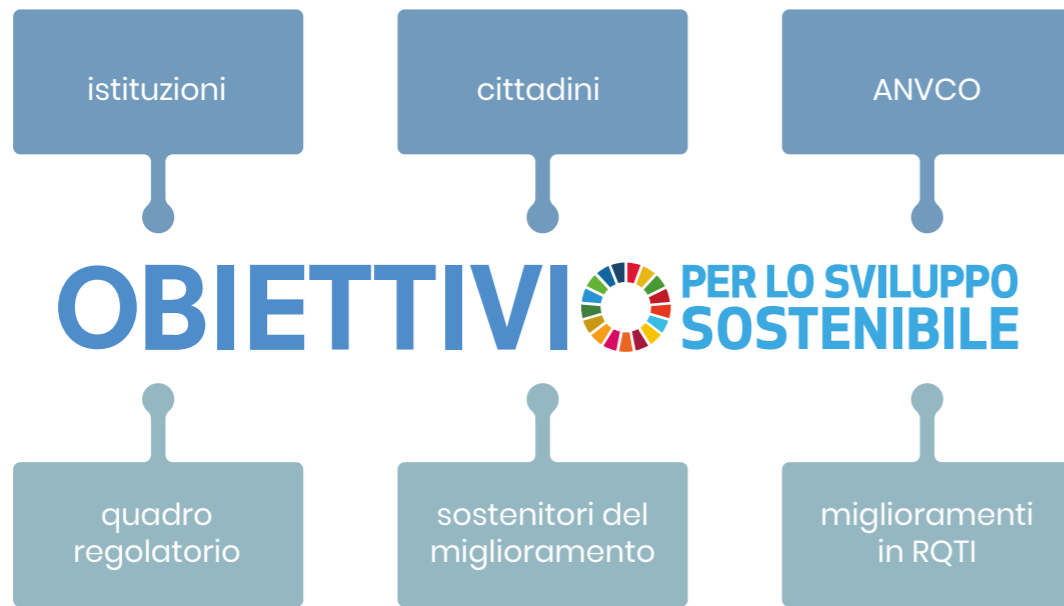 istituzioni
cittadini
ANVCO
OBIETTIVI PER LO SVILUPPO
SOSTENIBILE
quadro
regolatorio
sostenitori del
miglioramento
miglioramenti
in RQTI